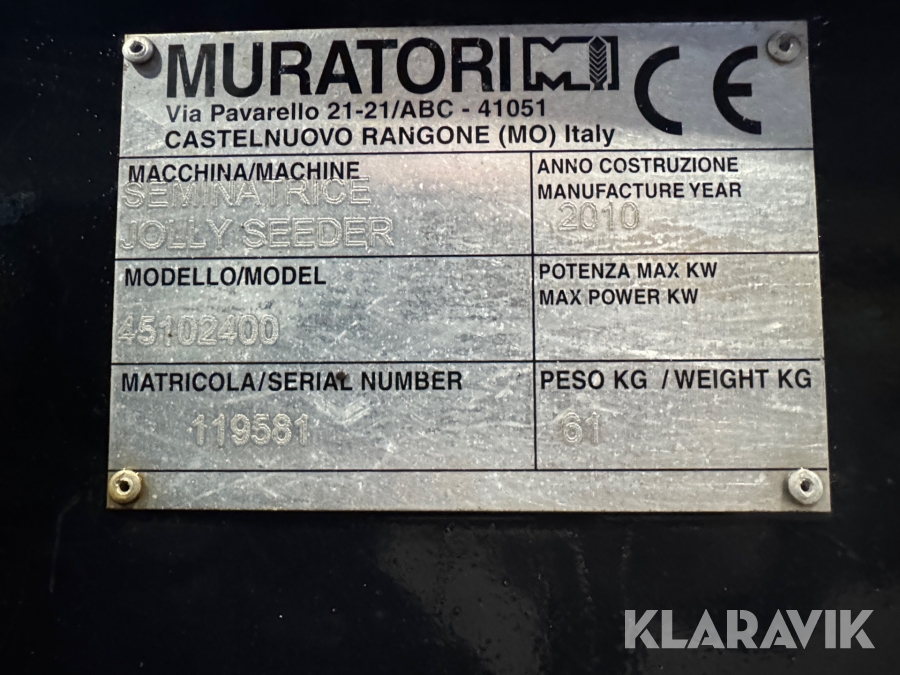 MURATORI
CE
Via Pavarello 21-21/ABC - 41051
CASTELNUOVO RANGONE (MO) Italy
MACCHINA/MACHINE
SEMINATRICE
JOLLY SEEDER
ANNO COSTRUZIONE
MANUFACTURE YEAR
2010
MODELLO/MODEL
45102400
POTENZA MAX KW
MAX POWER KW
MATRICOLA/SERIAL NUMBER
119581
PESO KG / WEIGHT KG
61
KLARAVIK